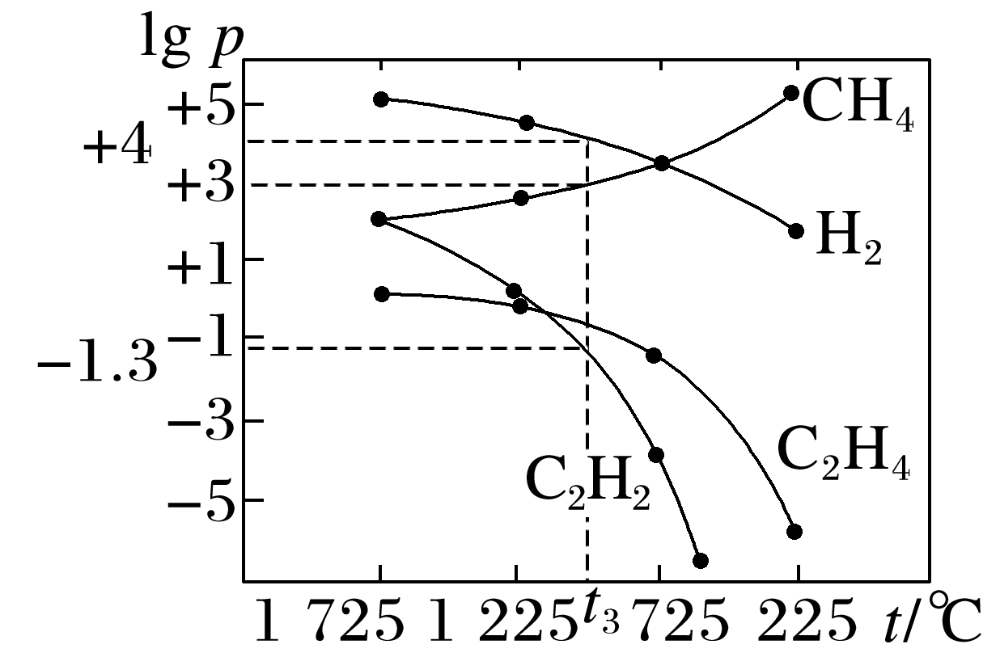 lg p
+5
CH₄
+4
+3
H₂
+1
−1
−1.3
−3
C₂H₄
C₂H₂
−5
1 725 1 225 t₃ 725 225 t/℃